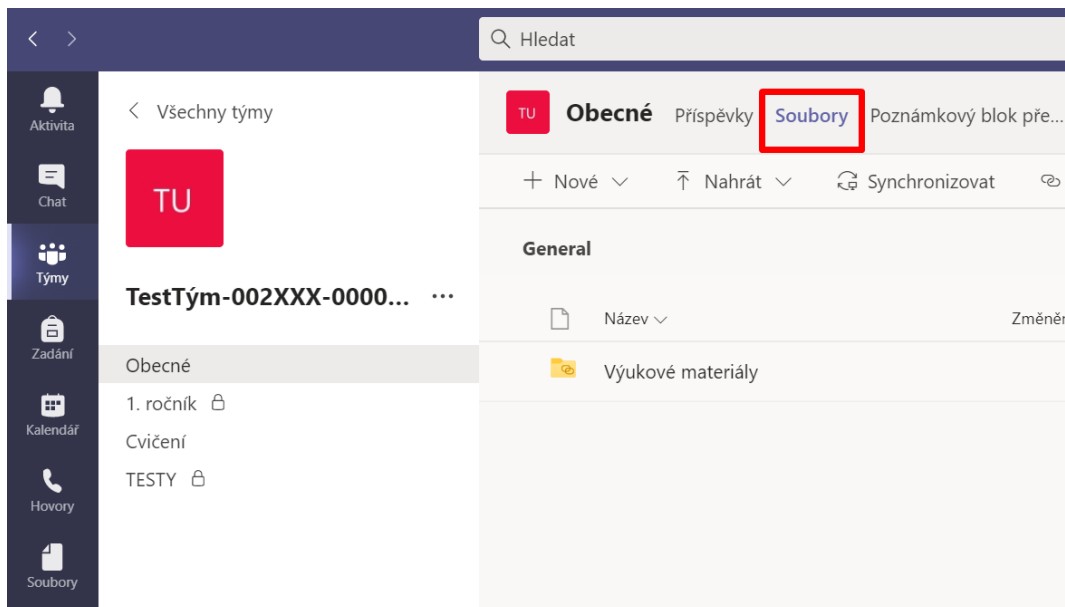 Hledat
Aktivita
Chat
Týmy
Zadání
Kalendář
Hovory
Soubory
Všechny týmy
TU
TestTým-002XXX-0000... ...
Obecné
1. ročník
Cvičení
TESTY
TU Obecné Příspěvky Soubory Poznámkový blok pře...
Nové Nahrát Synchronizovat
General
Název Změněn
Výukové materiály